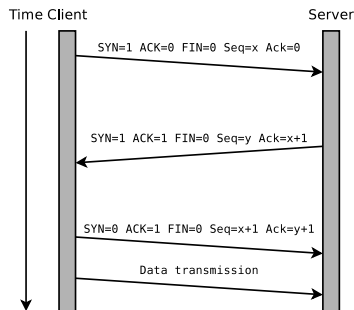 Time Client Server
SYN=1 ACK=0 FIN=0 Seq=x Ack=0
SYN=1 ACK=1 FIN=0 Seq=y Ack=x+1
SYN=0 ACK=1 FIN=0 Seq=x+1 Ack=y+1
Data transmission